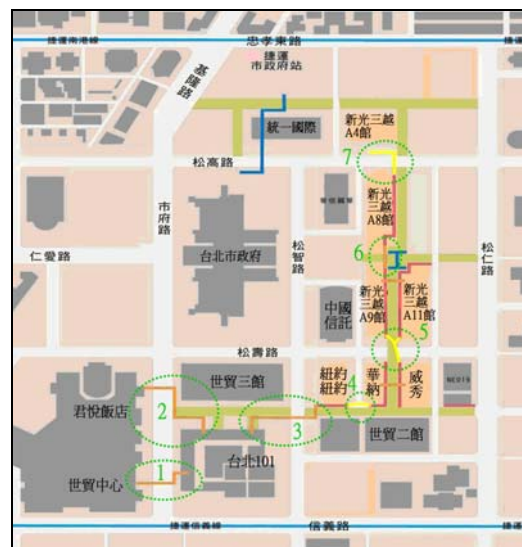 捷運南港線
忠孝東路
捷運
市政府站
基隆路
統一國際
新光三越
A4館
7
松高路
市府路
新光
三越
A8館
仁愛路
台北市政府
松智路
6
松仁路
中國
信託
新光
三越
A9館
新光
三越
A11館
5
松壽路
世貿三館
紐約
紐約
華納
威秀
4
君悅飯店
2
3
世貿二館
1
台北101
世貿中心
捷運信義線
信義路